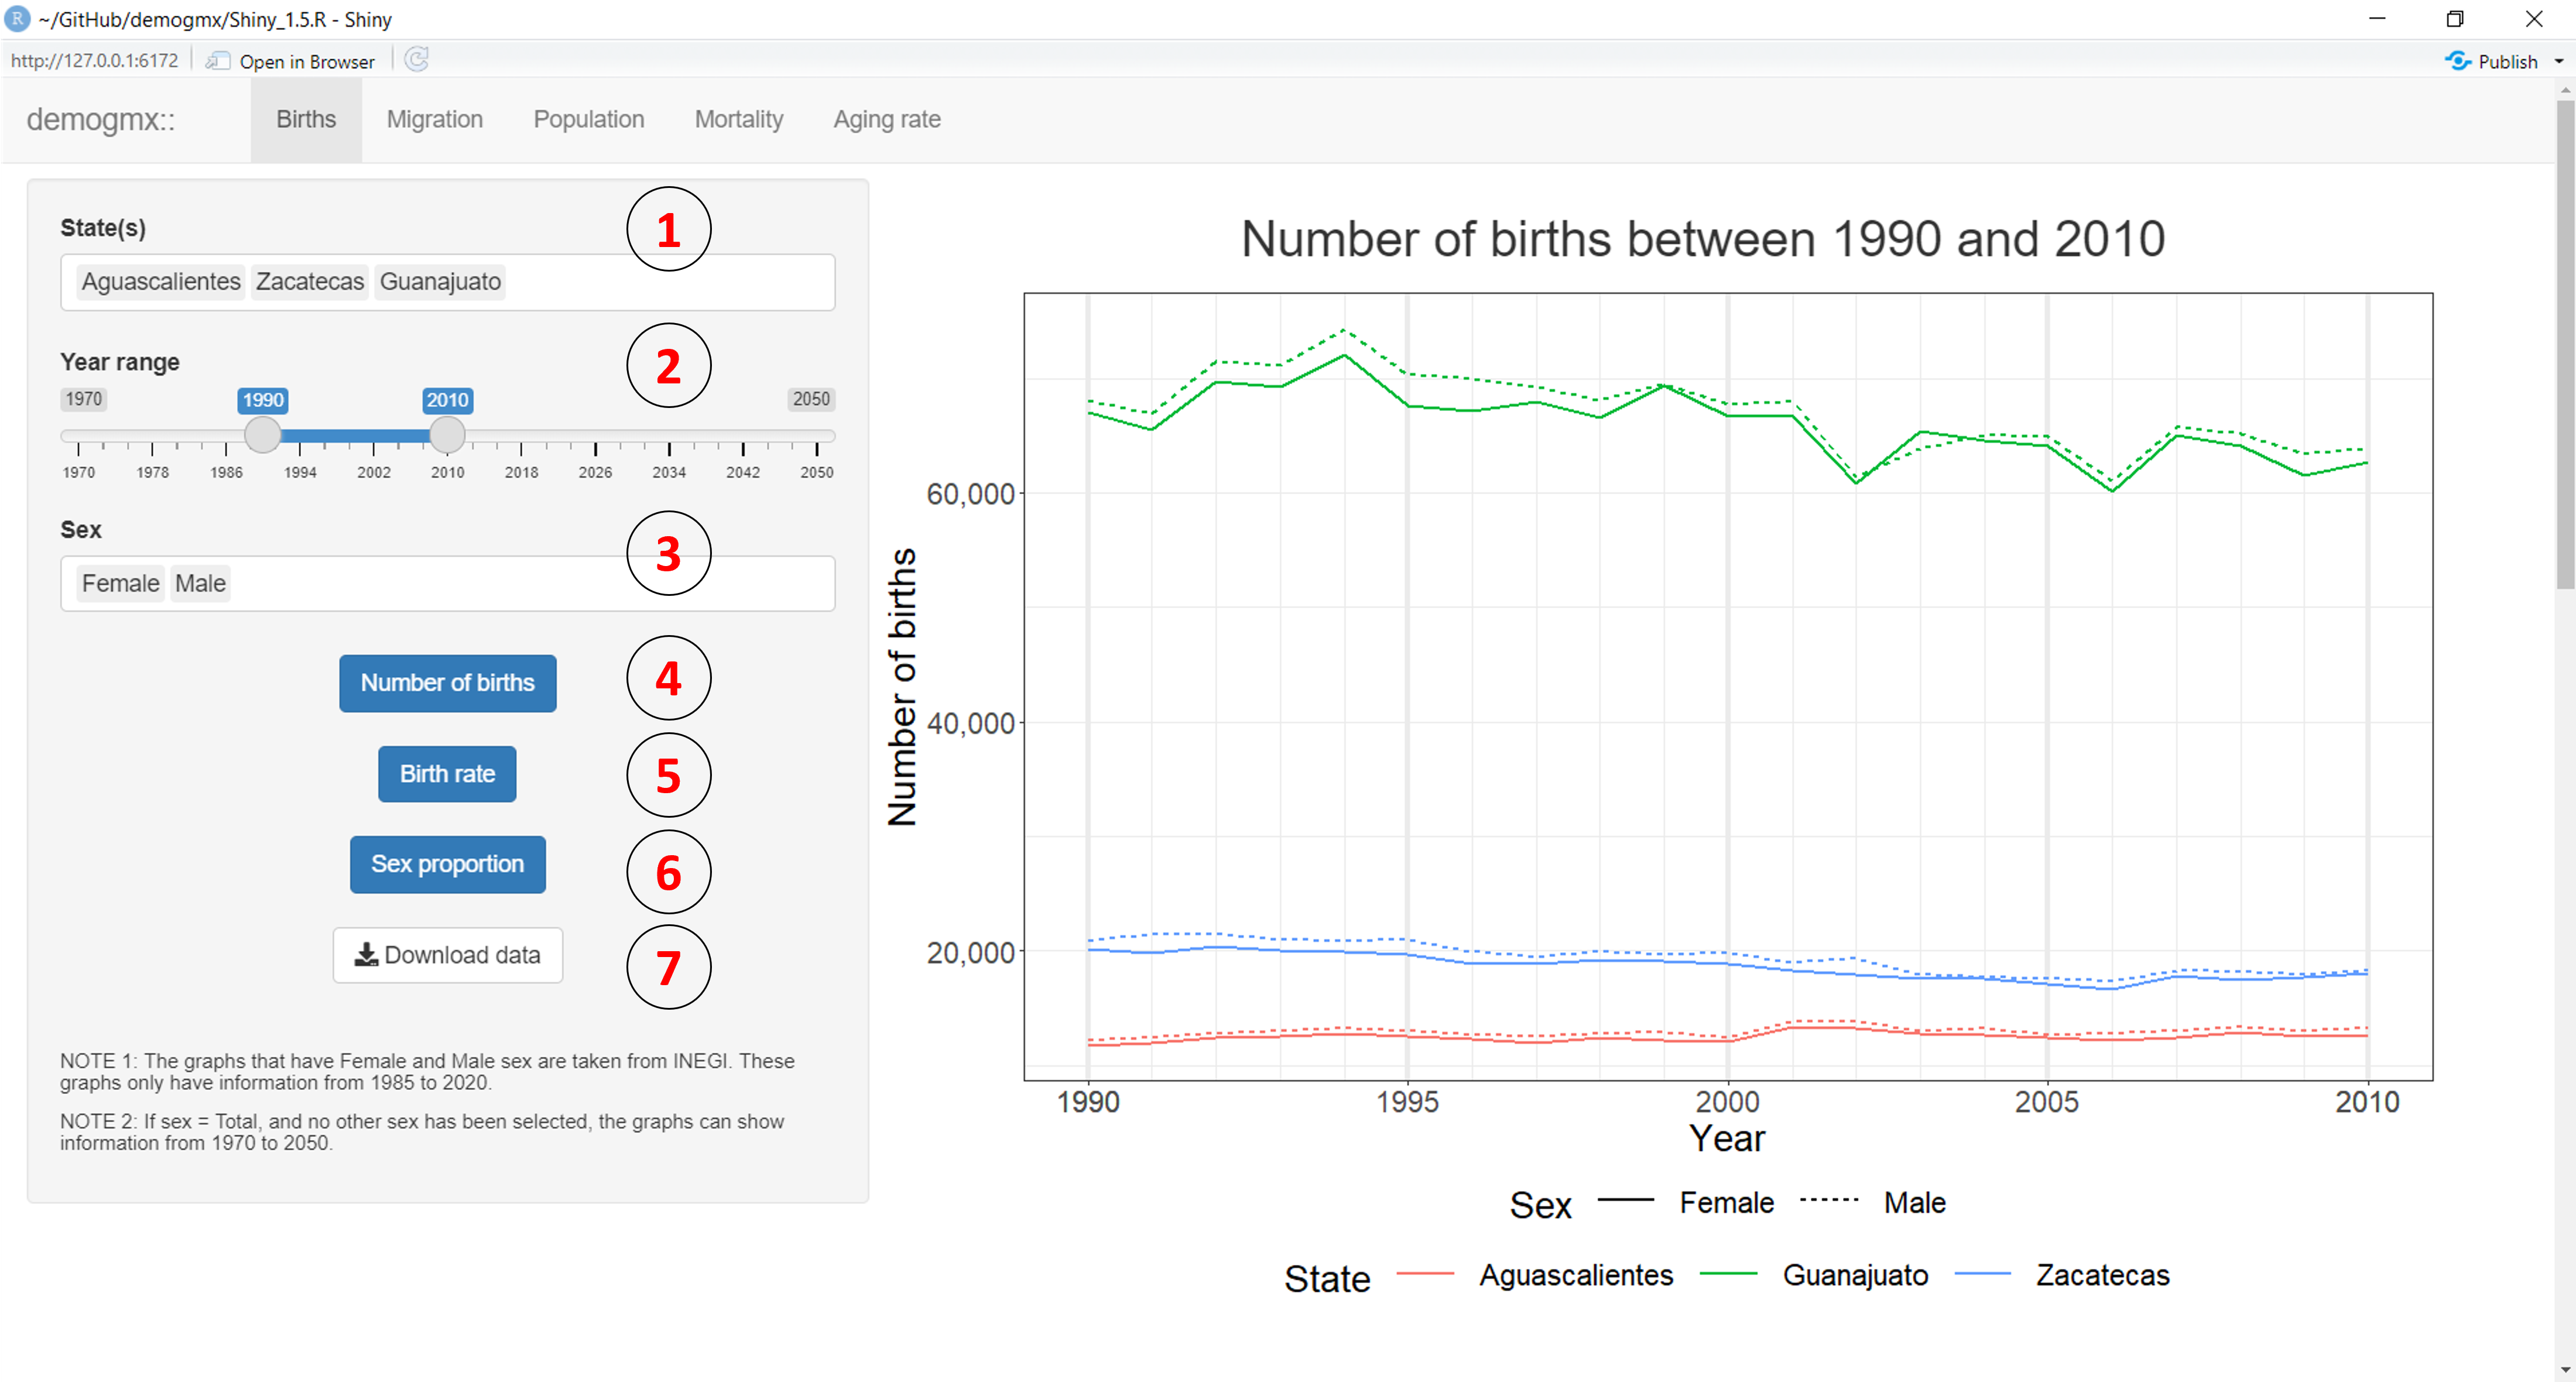 ~/GitHub/demogmx/Shiny_1.5.R - Shiny
http://127.0.0.1:6172 Open in Browser Publish
demogmx:: Births Migration Population Mortality Aging rate
State(s) 1
Aguascalientes Zacatecas Guanajuato
Year range 2
1970 1990 2010 2050
1970 1978 1986 1994 2002 2010 2018 2026 2034 2042 2050
Sex 3
Female Male
Number of births 4
Birth rate 5
Sex proportion 6
Download data 7
NOTE 1: The graphs that have Female and Male sex are taken from INEGI. These
graphs only have information from 1985 to 2020.
NOTE 2: If sex = Total, and no other sex has been selected, the graphs can show
information from 1970 to 2050.
Number of births between 1990 and 2010
Number of births
60,000
40,000
20,000
1990 1995 2000 2005 2010
Year
Sex Female Male
State Aguascalientes Guanajuato Zacatecas